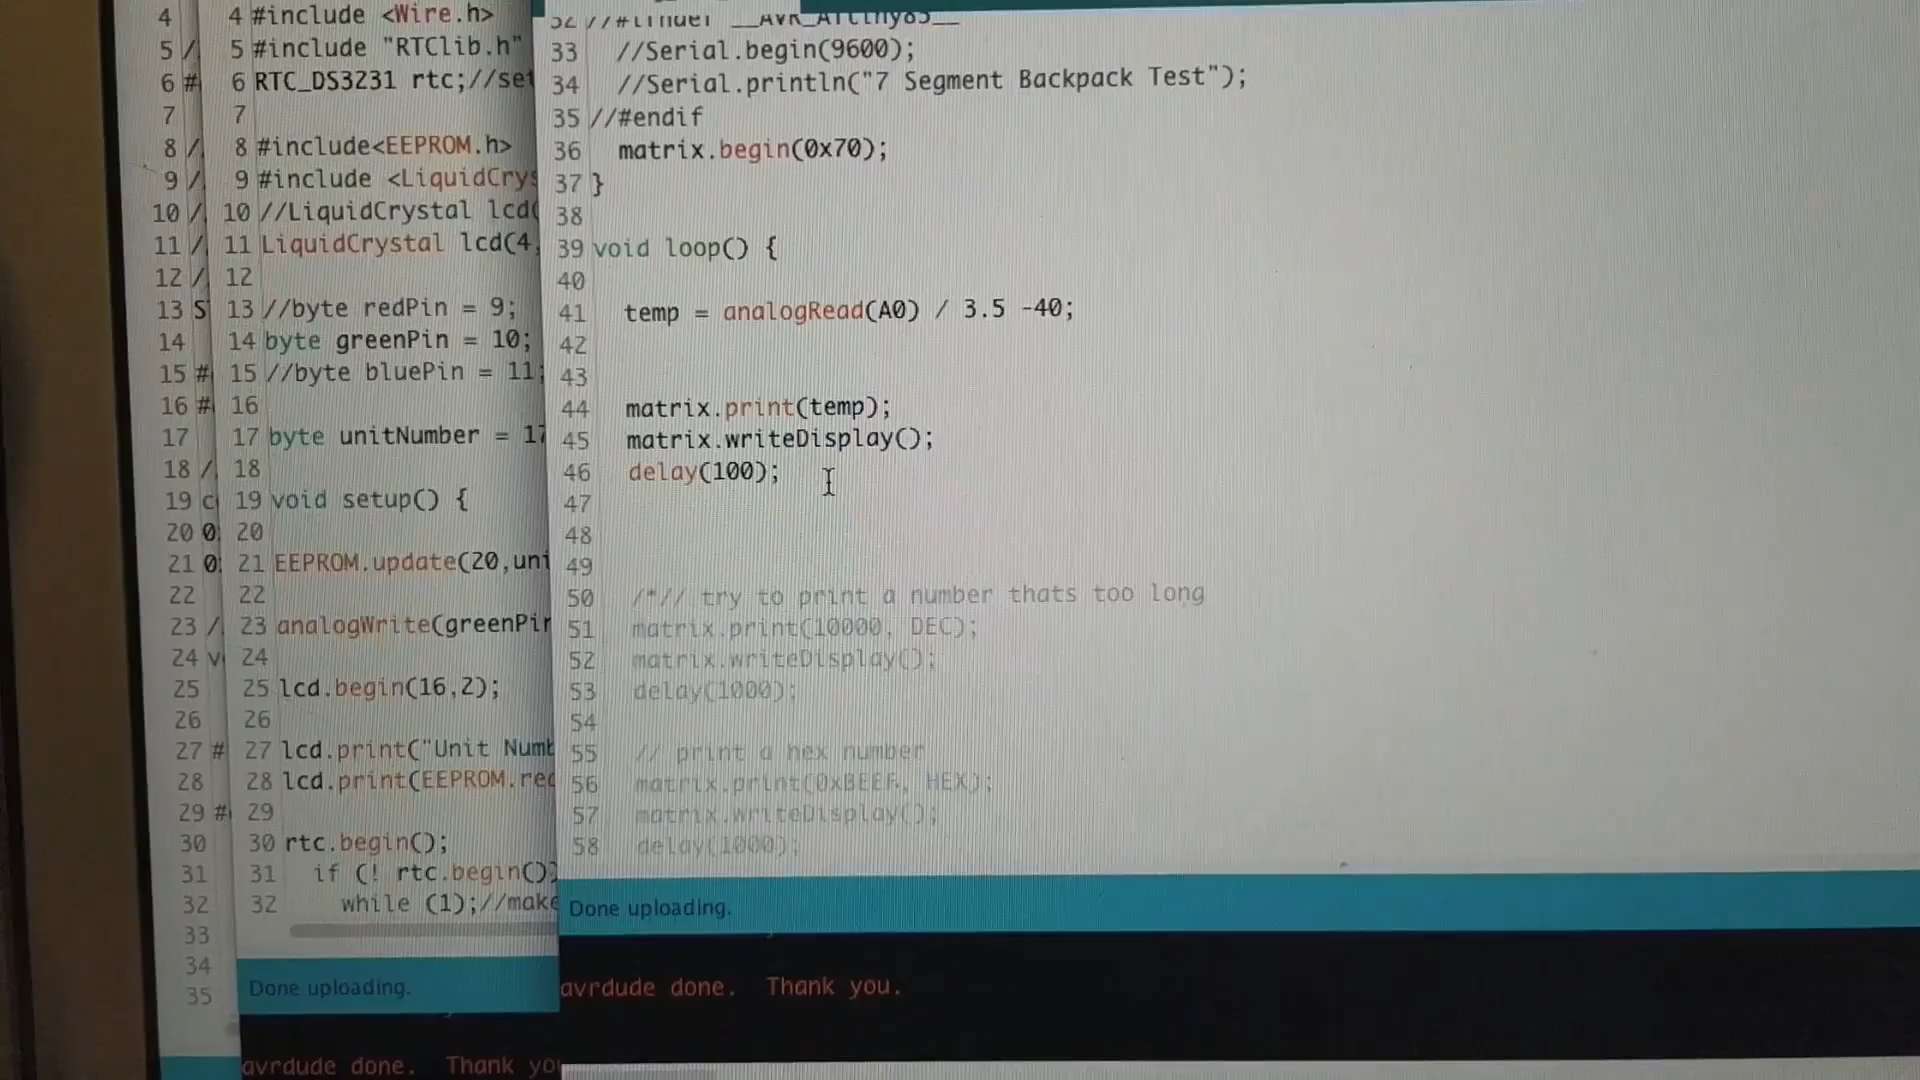 4
5 /
6 #
7
8 /
9 /
10 /
11 /
12 /
13 S
14
15 #
16 #
17
18 /
19 c
20 0
21 0
22
23 /
24 v
25
26
27 #
28
29 #
30
31
32
33
34
35
4 #include <Wire.h>
5 #include "RTClib.h"
6 RTC_DS3231 rtc;//set
7
8 #include<EEPROM.h>
9 #include <LiquidCrys
10 //LiquidCrystal lcd(
11 LiquidCrystal lcd(4,
12
13 //byte redPin = 9;
14 byte greenPin = 10;
15 //byte bluePin = 11;
16
17 byte unitNumber = 17
18
19 void setup() {
20
21 EEPROM.update(20,uni
22
23 analogWrite(greenPin
24
25 lcd.begin(16,2);
26
27 lcd.print("Unit Numb
28 lcd.print(EEPROM.rea
29
30 rtc.begin();
31 if (! rtc.begin()
32 while (1);//make
Done uploading.
avrdude done. Thank you
32 //#ifndef __AVR_ATtiny85__
33 //Serial.begin(9600);
34 //Serial.println("7 Segment Backpack Test");
35 //#endif
36 matrix.begin(0x70);
37 }
38
39 void loop() {
40
41 temp = analogRead(A0) / 3.5 -40;
42
43
44 matrix.print(temp);
45 matrix.writeDisplay();
46 delay(100);
47
48
49
50 /*// try to print a number thats too long
51 matrix.print(10000, DEC);
52 matrix.writeDisplay();
53 delay(1000);
54
55 // print a hex number
56 matrix.print(0xBEEF, HEX);
57 matrix.writeDisplay();
58 delay(1000);
Done uploading.
avrdude done. Thank you.